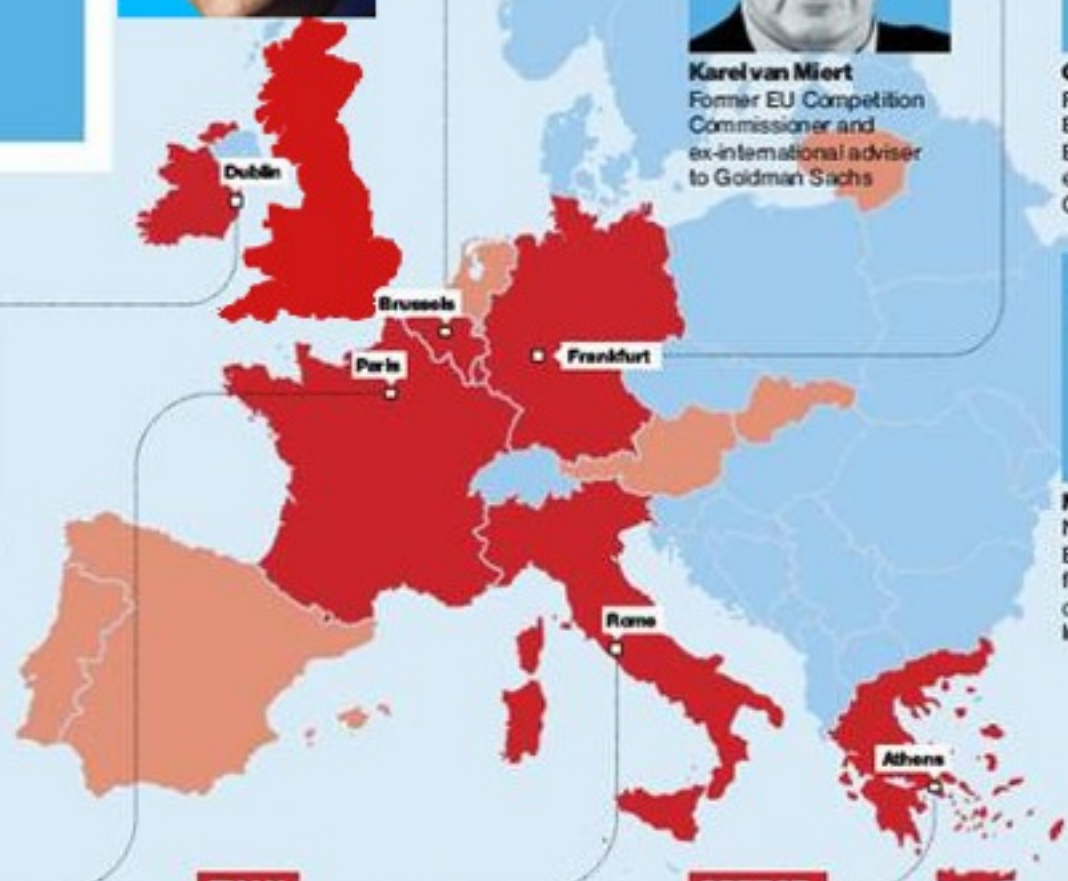 Karel van Miert
Former EU Competition
Commissioner and
ex-international adviser
to Goldman Sachs
Dublin
Brussels
Paris
Frankfurt
Rome
Athens